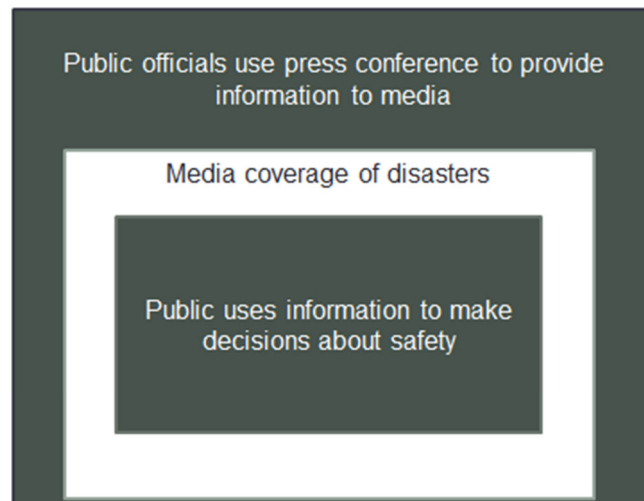 Public officials use press conference to provide
information to media
Media coverage of disasters
Public uses information to make
decisions about safety